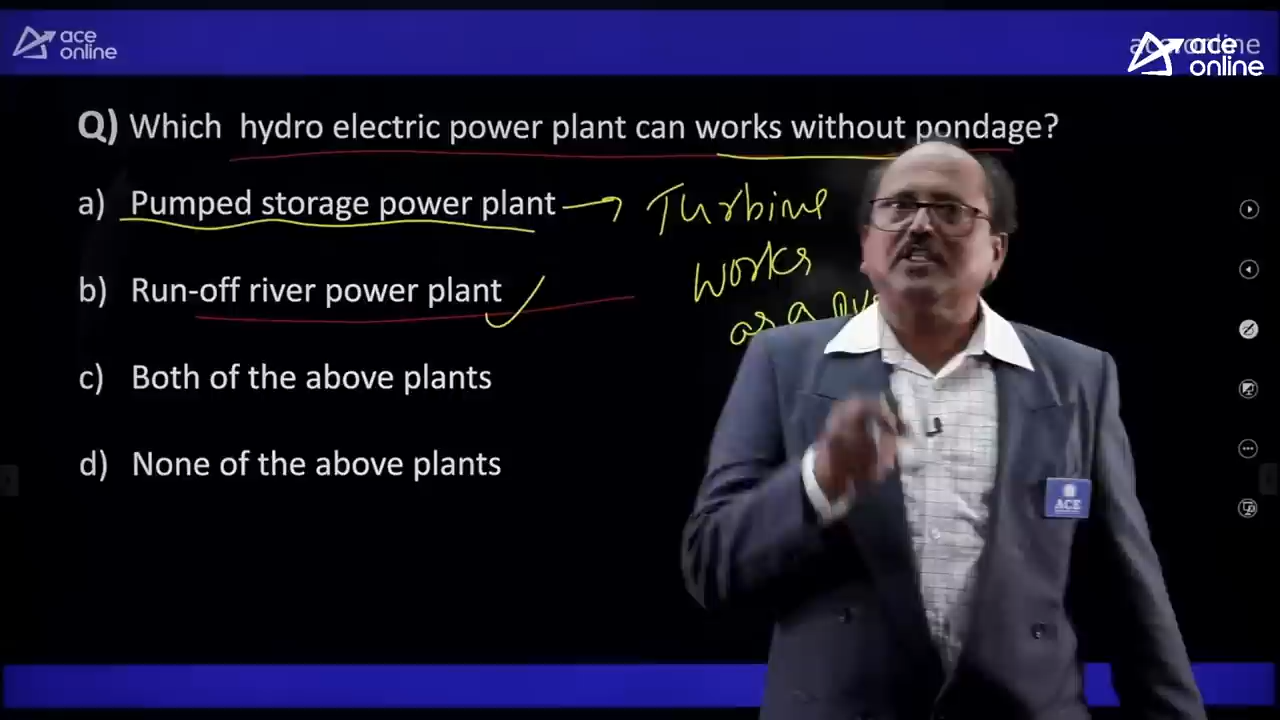 ace
online
ace
online
Q) Which hydro electric power plant can works without pondage?
a) Pumped storage power plant
Turbine
works
as a
b) Run-off river power plant
c) Both of the above plants
d) None of the above plants
ACE